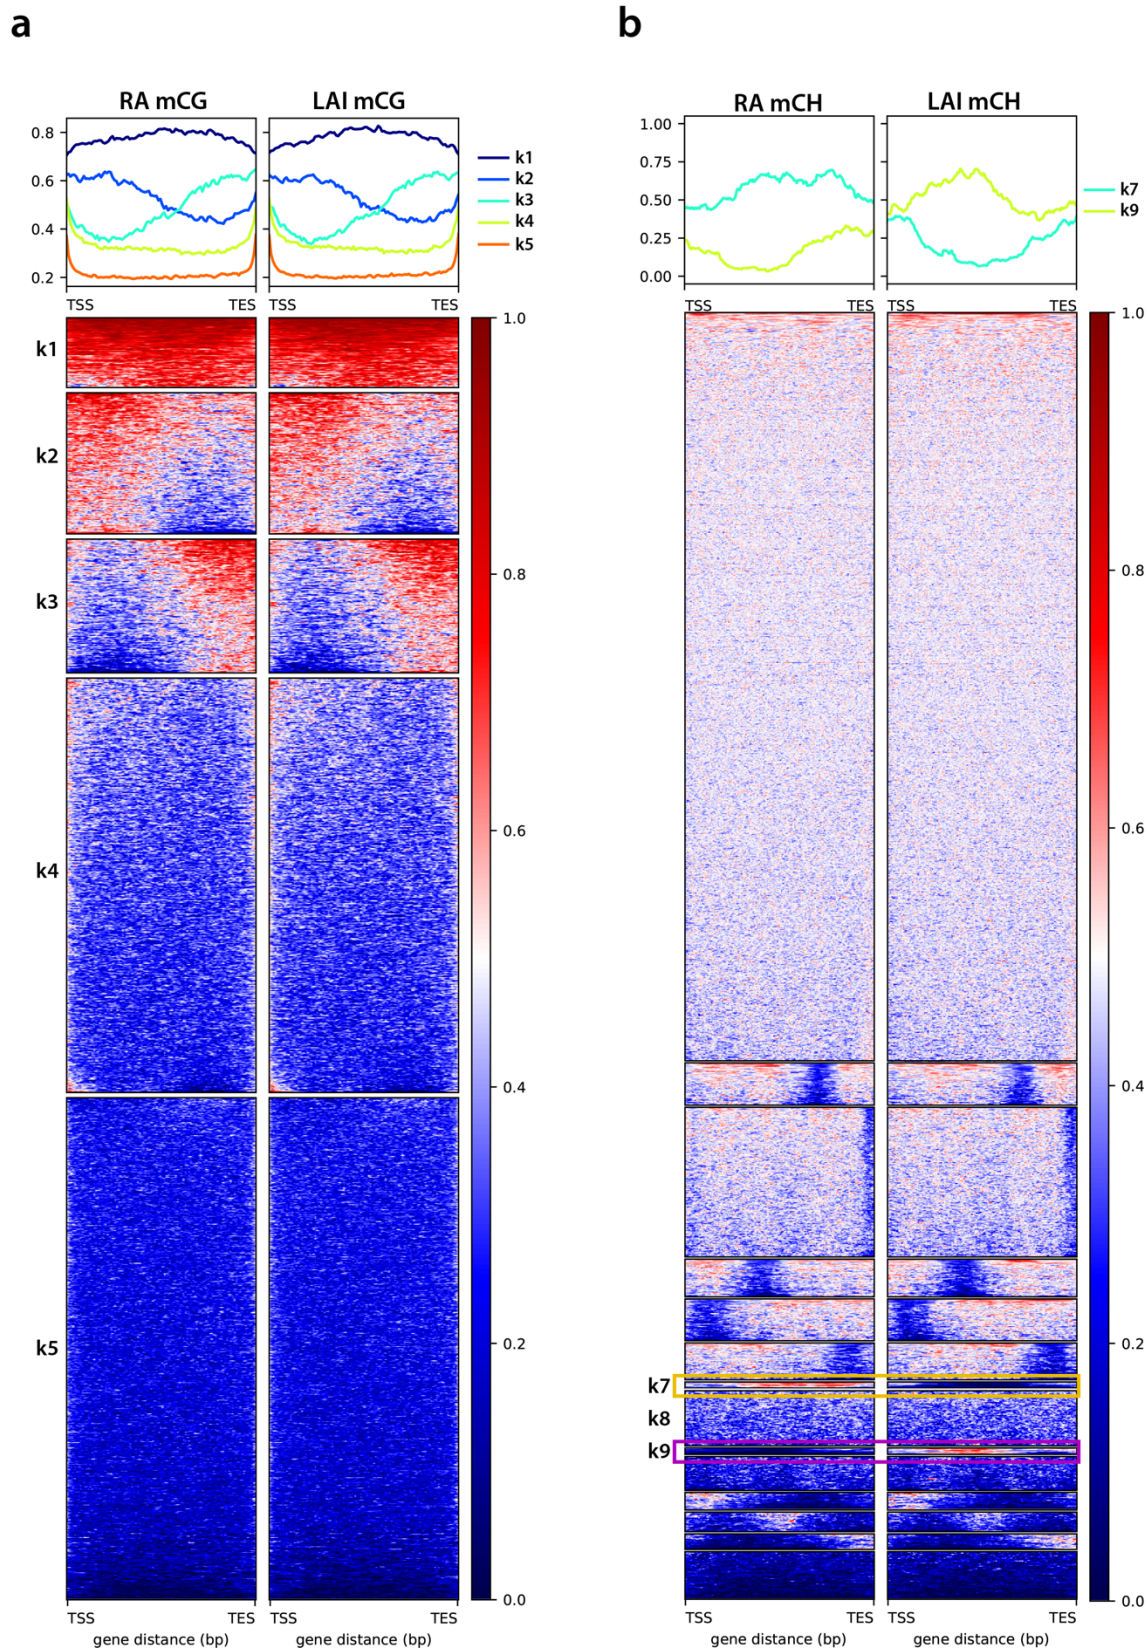 a
RA mCG
LAI mCG
0.8
0.6
0.4
0.2
k1
k2
k3
k4
k5
TSS
TES
TSS
TES
k1
k2
k3
k4
k5
1.0
0.8
0.6
0.4
0.2
0.0
TSS
TES
TSS
TES
gene distance (bp)
gene distance (bp)
b
RA mCH
LAI mCH
1.00
0.75
0.50
0.25
0.00
k7
k9
TSS
TES
TSS
TES
k7
k8
k9
1.0
0.8
0.6
0.4
0.2
0.0
TSS
TES
TSS
TES
gene distance (bp)
gene distance (bp)